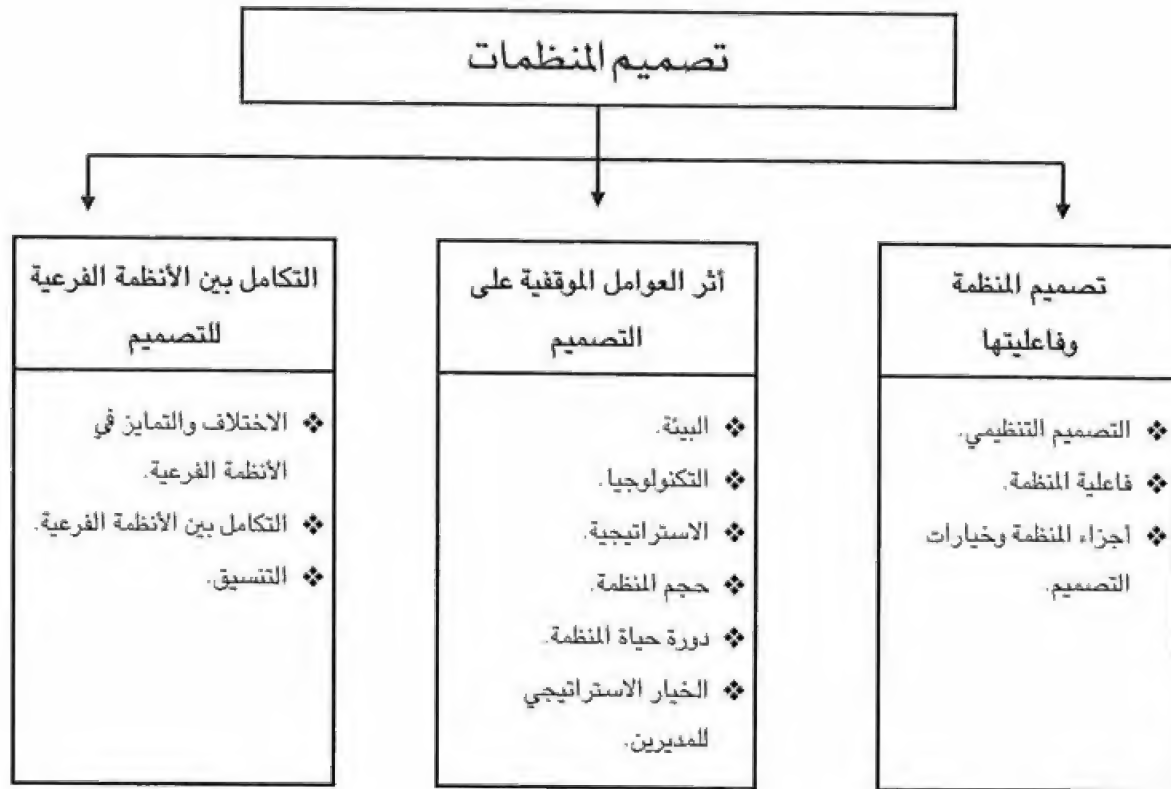 تصميم المنظمات
تصميم المنظمة
وفاعليتها
❖ التصميم التنظيمي.
❖ فاعلية المنظمة.
❖ أجزاء المنظمة وخيارات
التصميم.
أثر العوامل الموقفية على
التصميم
❖ البيئة.
❖ التكنولوجيا.
❖ الاستراتيجية.
❖ حجم المنظمة.
❖ دورة حياة المنظمة.
❖ الخيار الاستراتيجي
للمديرين.
التكامل بين الأنظمة الفرعية
للتصميم
❖ الاختلاف والتمايز في
الأنظمة الفرعية.
❖ التكامل بين الأنظمة الفرعية.
❖ التنسيق.